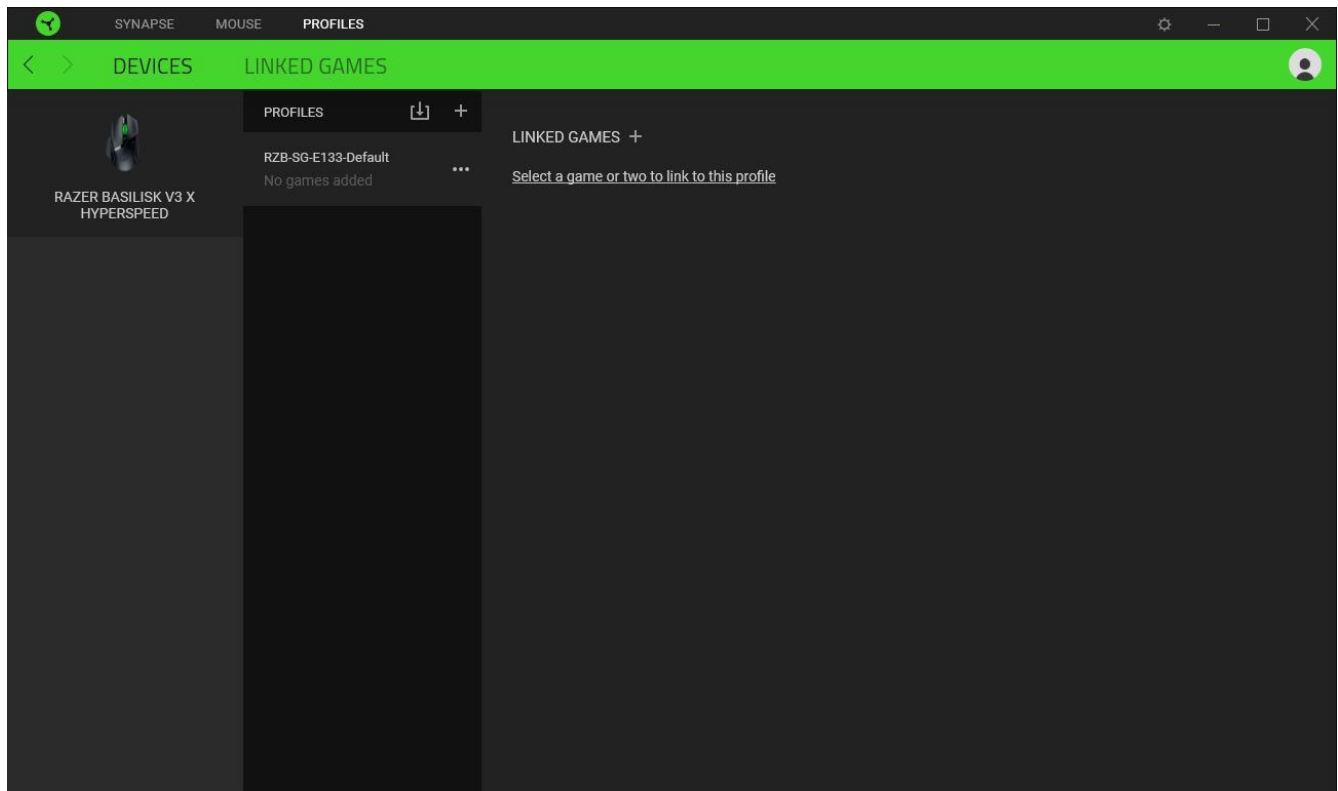 SYNAPSE MOUSE PROFILES
DEVICES LINKED GAMES
RAZER BASILISK V3 X
HYPERSPEED
PROFILES
RZB-SG-E133-Default
No games added
LINKED GAMES +
Select a game or two to link to this profile